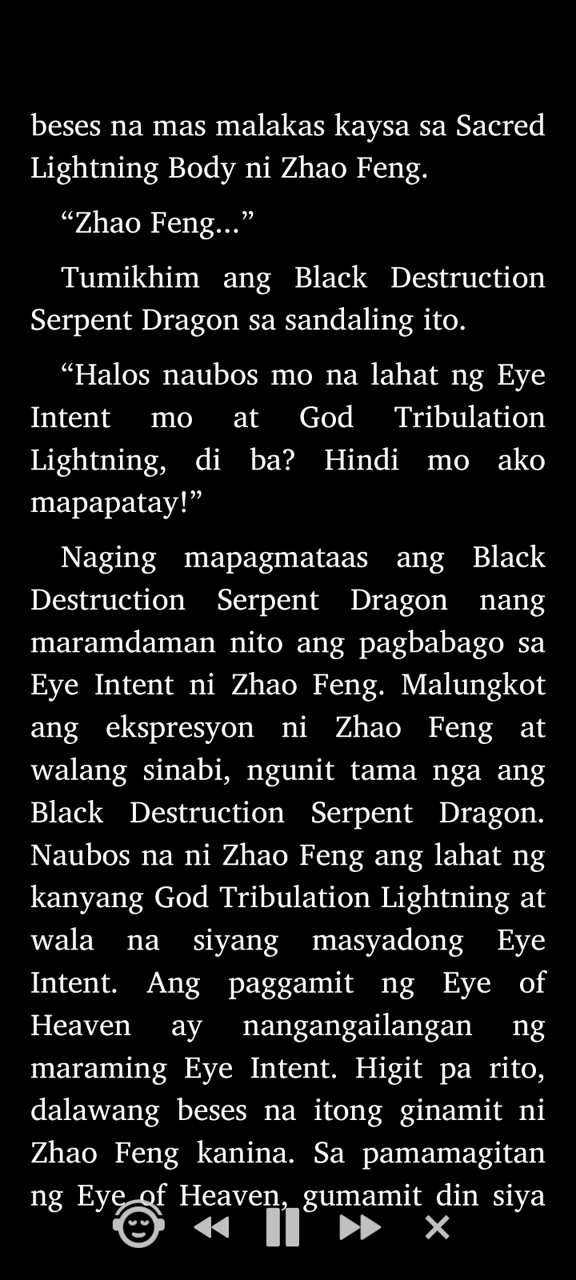 beses na mas malakas kaysa sa Sacred
Lightning Body ni Zhao Feng.
“Zhao Feng...”
Tumikhim ang Black Destruction
Serpent Dragon sa sandaling ito.
“Halos naubos mo na lahat ng Eye
Intent mo at God Tribulation
Lightning, di ba? Hindi mo ako
mapapatay!”
Naging mapagmataas ang Black
Destruction Serpent Dragon nang
maramdaman nito ang pagbabago sa
Eye Intent ni Zhao Feng. Malungkot
ang ekspresyon ni Zhao Feng at
walang sinabi, ngunit tama nga ang
Black Destruction Serpent Dragon.
Naubos na ni Zhao Feng ang lahat ng
kanyang God Tribulation Lightning at
wala na siyang masyadong Eye
Intent. Ang paggamit ng Eye of
Heaven ay nangangailangan ng
maraming Eye Intent. Higit pa rito,
dalawang beses na itong ginamit ni
Zhao Feng kanina. Sa pamamagitan
ng Eye of Heaven, gumamit din siya